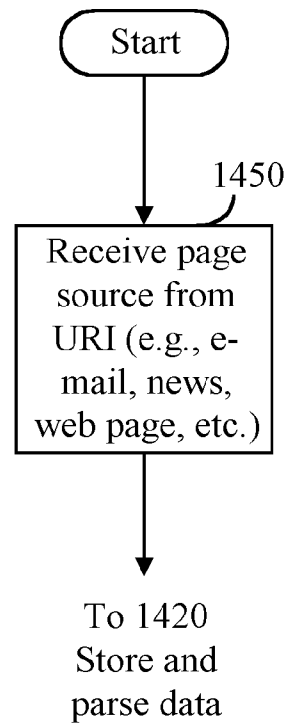 Start
1450
Receive page
source from
URI (e.g., e-
mail, news,
web page, etc.)
To 1420
Store and
parse data